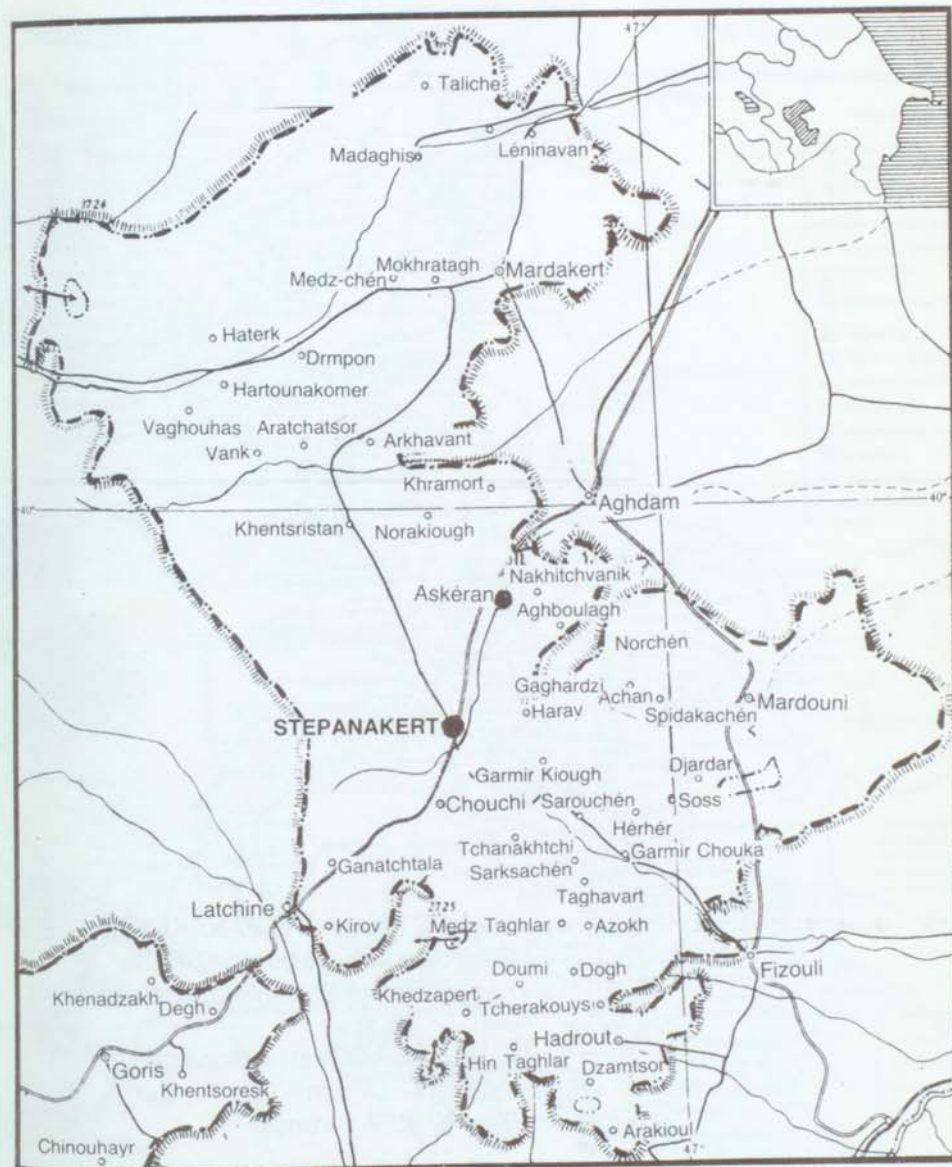 47°
Taliche
Madaghis
Léninavan
1724
Medz-chén
Mokhratagh
Mardakert
Haterk
Drmpon
Hartounakomer
Vaghouhas
Aratchatsor
Arkhavant
Vank
Khramort
Aghdam
40°
40°
Khentsristan
Norakiough
Nakhitchvanik
Askéran
Aghboulagh
Norchén
Gaghardzi
Achan
Mardouni
Harav
Spidakachén
STEPANAKERT
Djardar
Garmir Kiough
Chouchi
Sarouchén
Soss
Hérhér
Tchanakhtchi
Garmir Chouka
Ganatchtala
Sarksachén
Taghavart
Latchine
2725
Kirov
Medz Taghlar
Azokh
Doumi
Dogh
Fizouli
Khenadzakh
Degh
Khedzapert
Tcherakouys
Hadrout
Goris
Hin Taghlar
Khentsoresk
Dzamtsor
Arakioul
Chinouhayr
47°